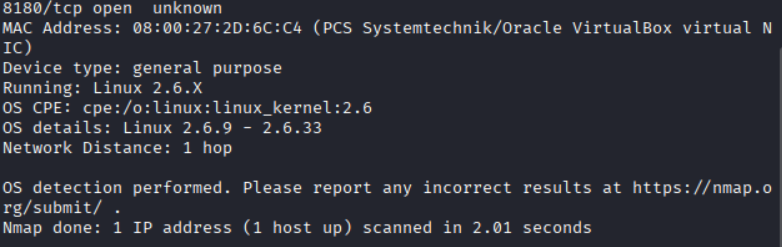 8180/tcp open  unknown
MAC Address: 08:00:27:2D:6C:C4 (PCS Systemtechnik/Oracle VirtualBox virtual N
IC)
Device type: general purpose
Running: Linux 2.6.X
OS CPE: cpe:/o:linux:linux_kernel:2.6
OS details: Linux 2.6.9 - 2.6.33
Network Distance: 1 hop

OS detection performed. Please report any incorrect results at https://nmap.o
rg/submit/ .
Nmap done: 1 IP address (1 host up) scanned in 2.01 seconds